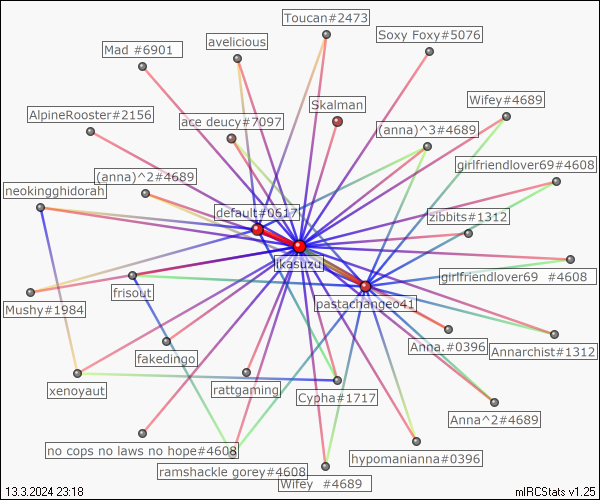 Toucan#2473
Soxy Foxy#5076
avelicious
Mad #6901
Wifey#4689
Skalman
AlpineRooster#2156
ace deucy#7097
(anna)^3#4689
girlfriendlover69#4608
(anna)^2#4689
neokingghidorah
default#0617
zibbits#1312
likasuzu
girlfriendlover69 #4608
frisout
pastachangeo41
Mushy#1984
Anna.#0396
Annarchist#1312
fakedingo
xenoyaut
rattgaming
Cypha#1717
Anna^2#4689
no cops no laws no hope#4608
hypomanianna#0396
ramshackle gorey#4608
Wifey #4689
13.3.2024 23:18
mIRCStats v1.25